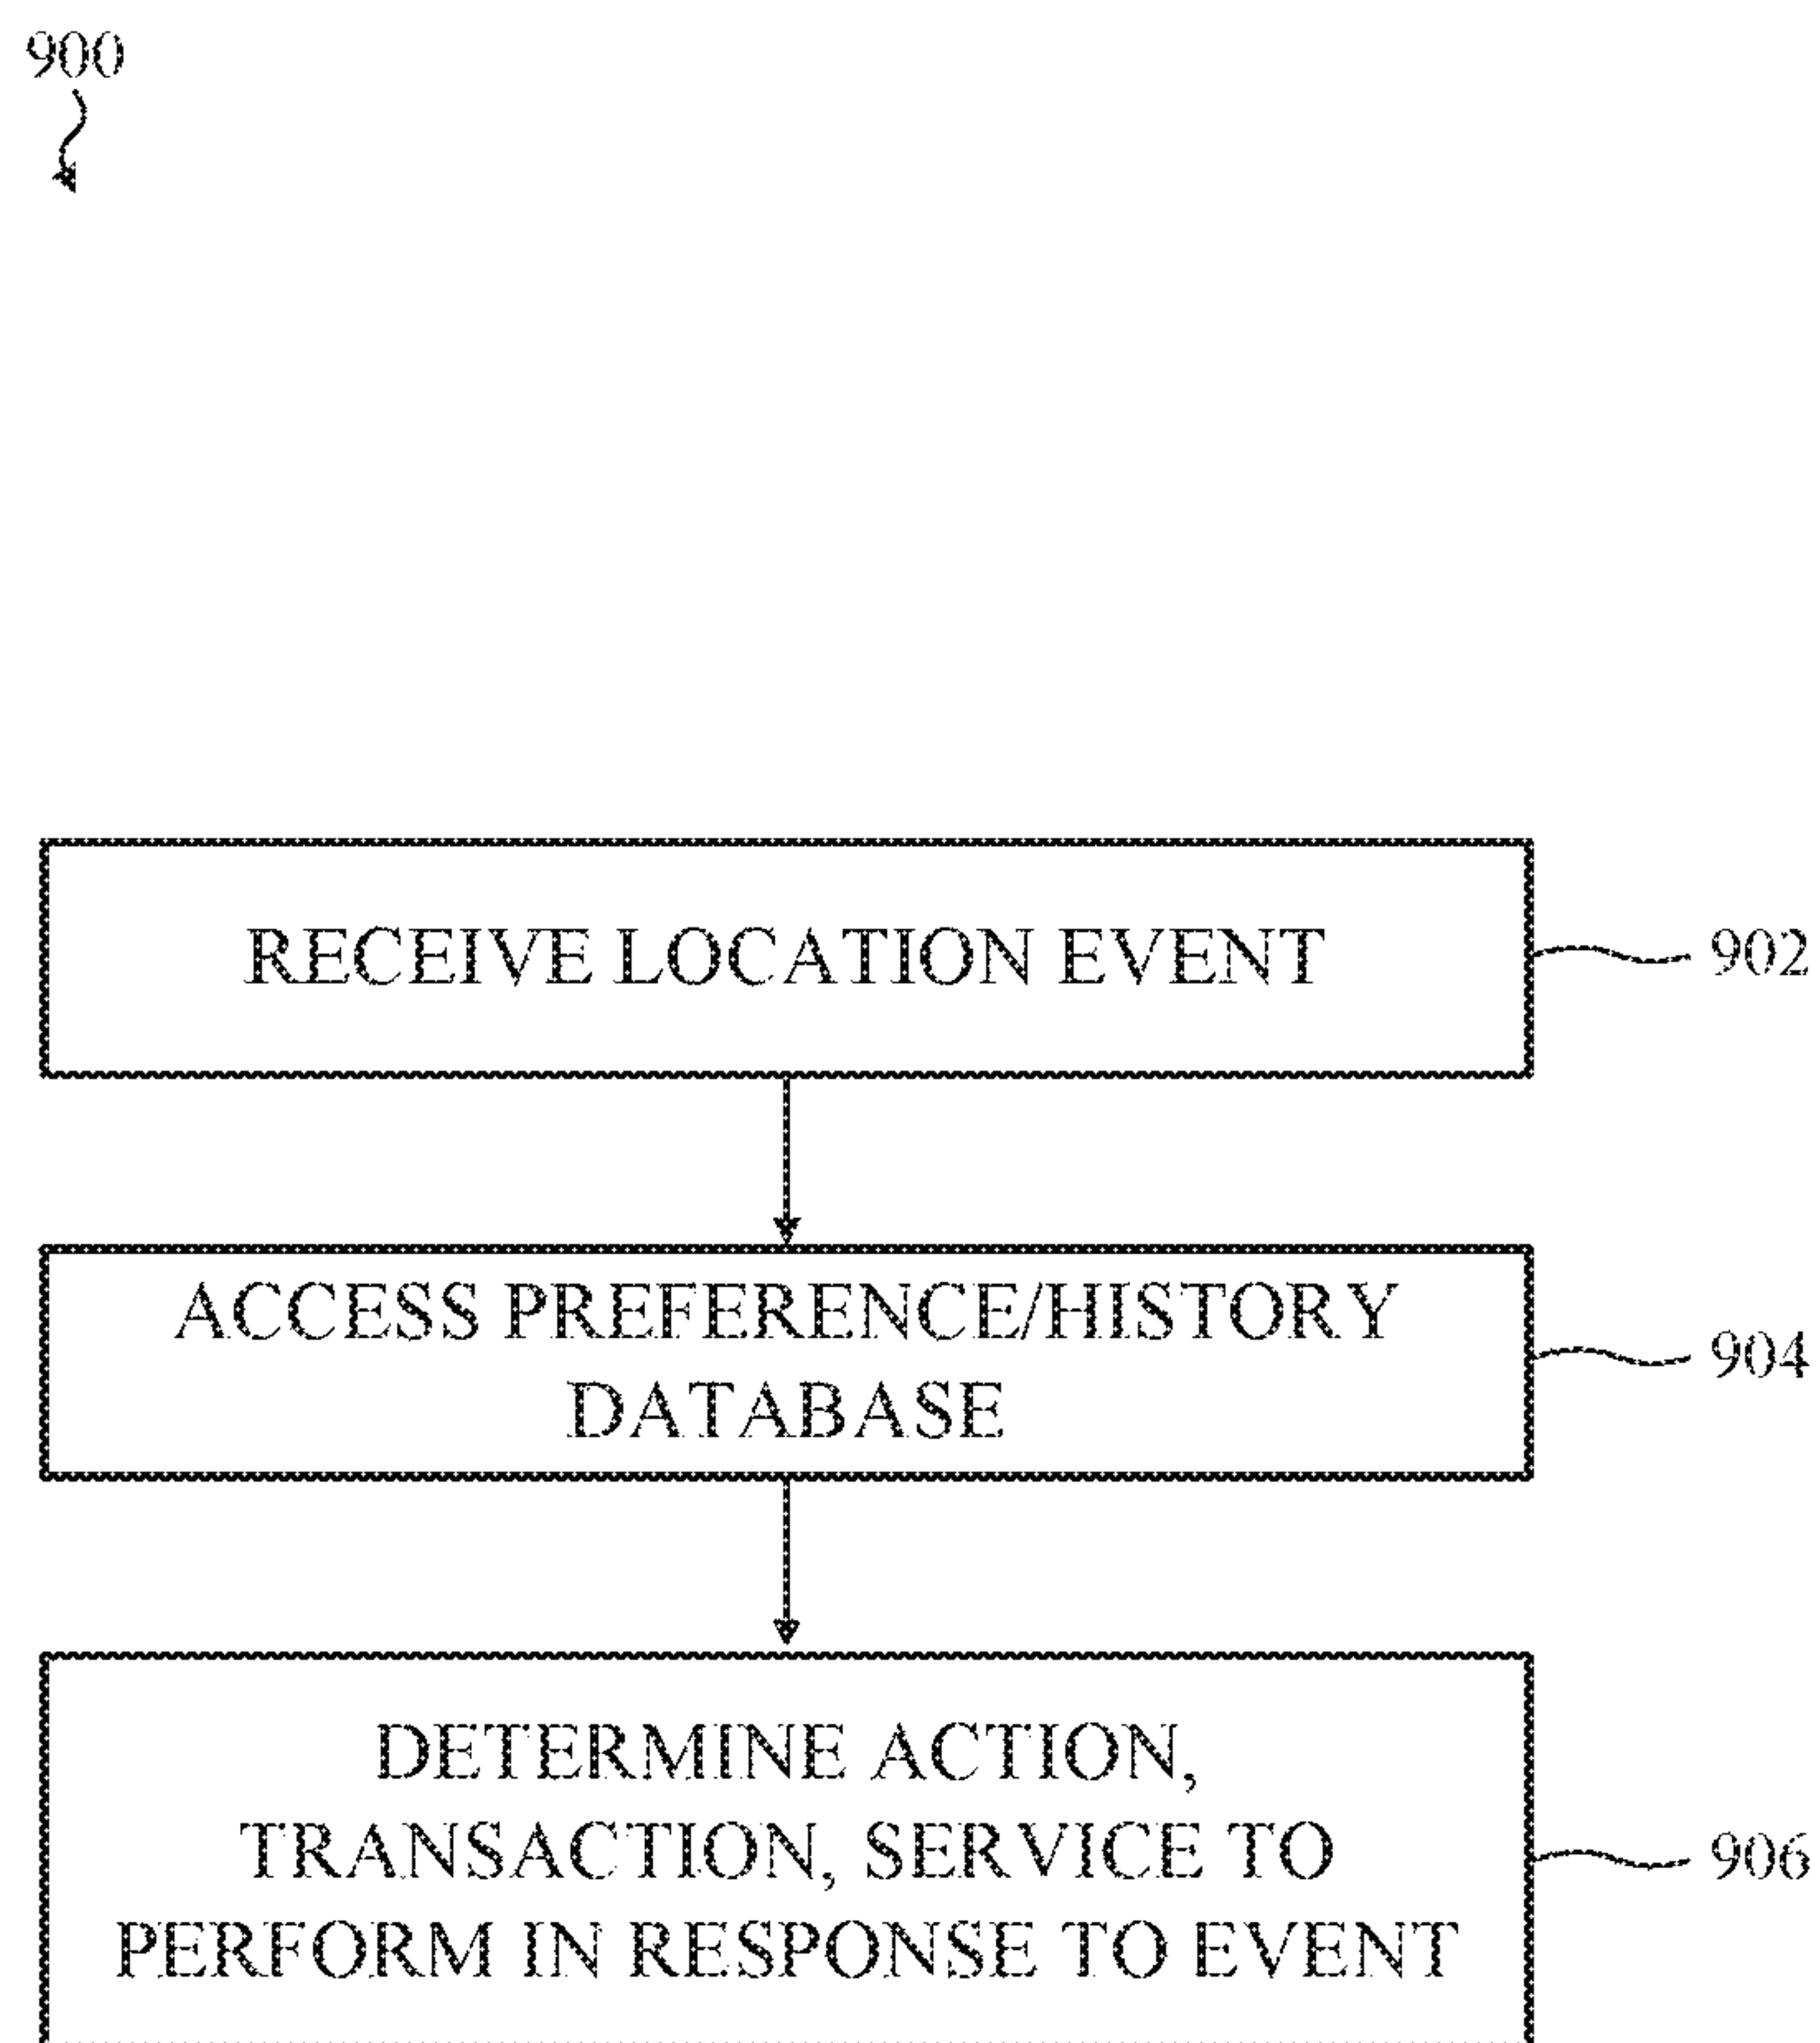 900
RECEIVE LOCATION EVENT
902
ACCESS PREFERENCE/HISTORY
DATABASE
904
DETERMINE ACTION,
TRANSACTION, SERVICE TO
PERFORM IN RESPONSE TO EVENT
906